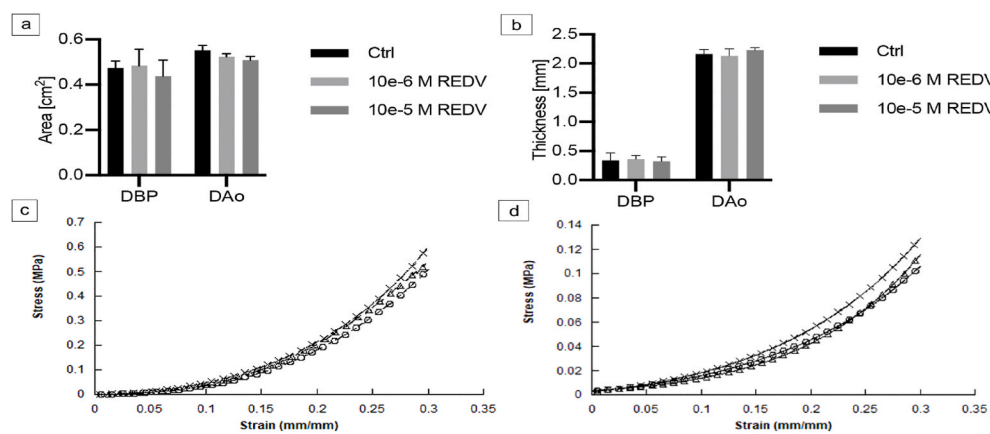 a
Area [cm²]
0.6
0.4
0.2
0.0
DBP
DAo
Ctrl
10e-6 M REDV
10e-5 M REDV
b
Thickness [mm]
2.5
2.0
1.5
1.0
0.5
0.0
DBP
DAo
Ctrl
10e-6 M REDV
10e-5 M REDV
c
Stress (MPa)
0.7
0.6
0.5
0.4
0.3
0.2
0.1
0
0 0.05 0.1 0.15 0.2 0.25 0.3 0.35
Strain (mm/mm)
d
Stress (MPa)
0.14
0.12
0.1
0.08
0.06
0.04
0.02
0
0 0.05 0.1 0.15 0.2 0.25 0.3 0.35
Strain (mm/mm)